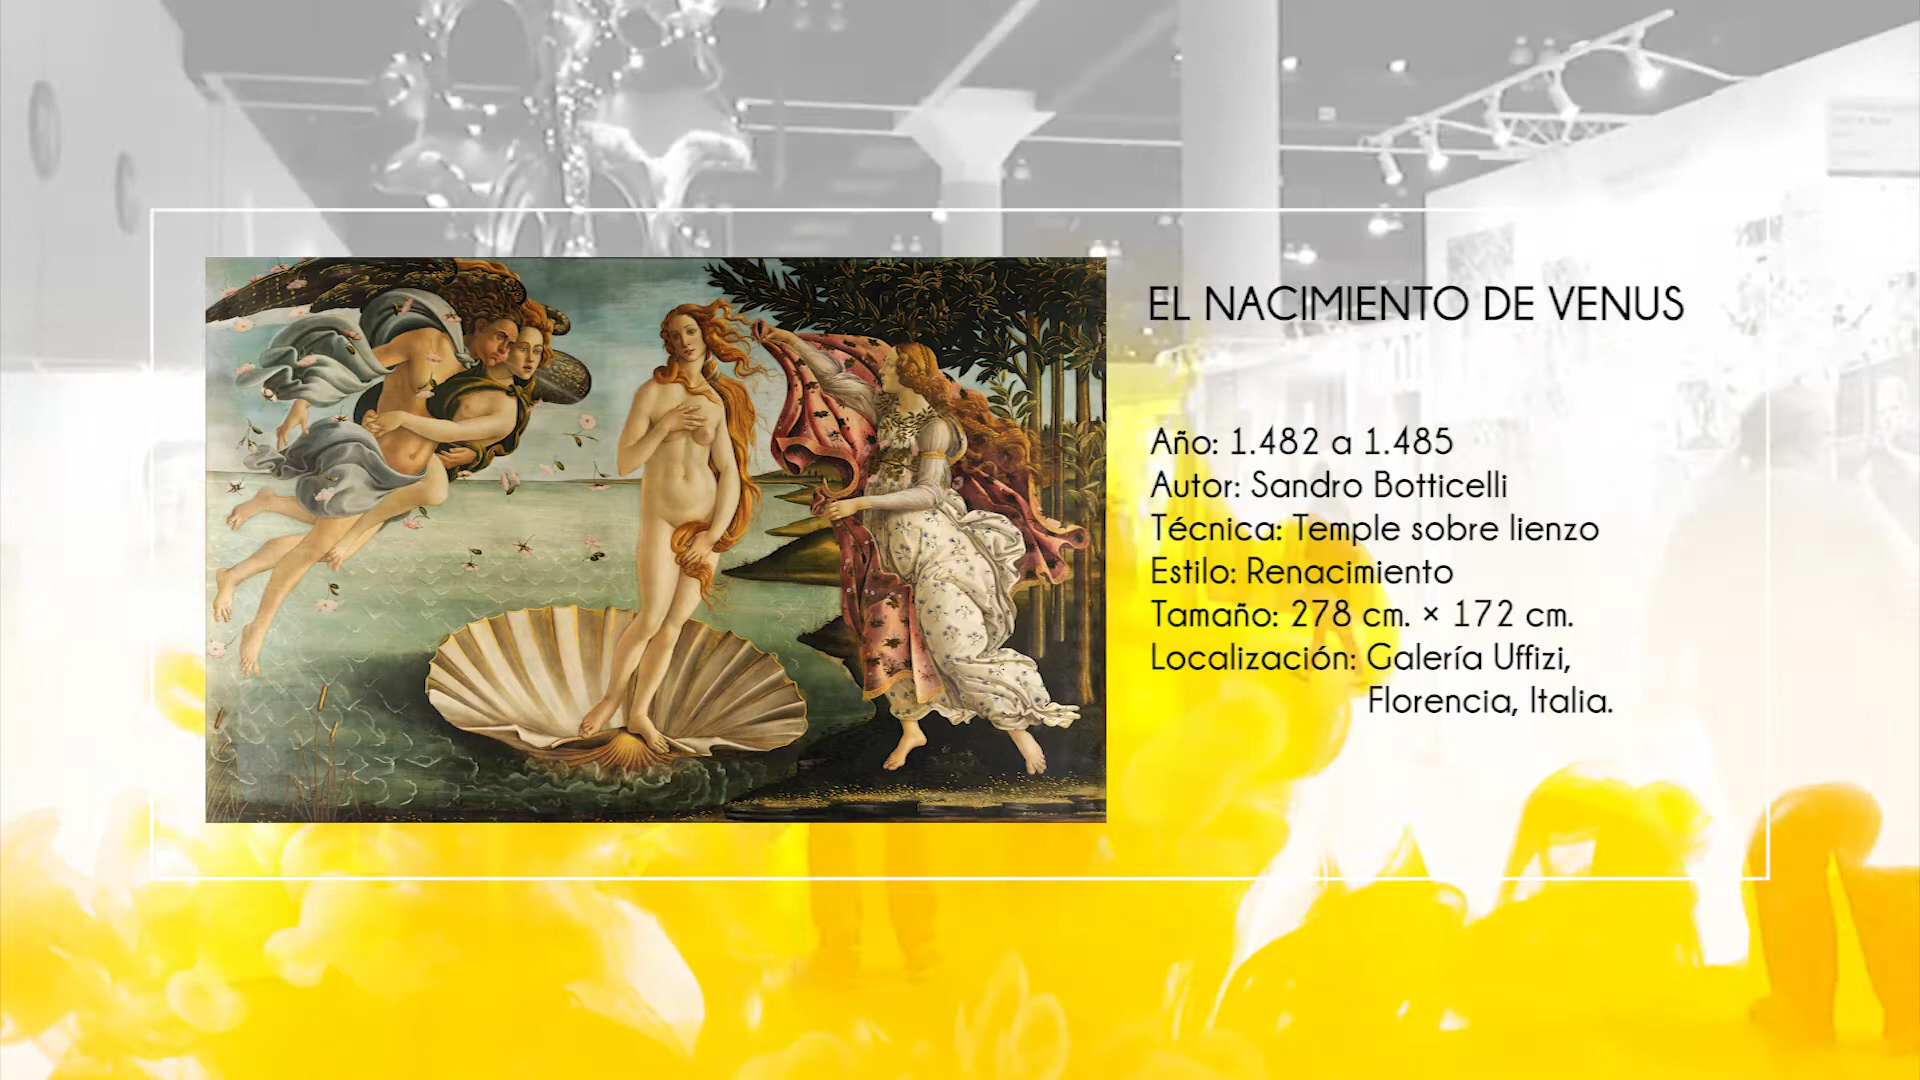 EL NACIMIENTO DE VENUS
Año: 1.482 a 1.485
Autor: Sandro Botticelli
Técnica: Temple sobre lienzo
Estilo: Renacimiento
Tamaño: 278 cm. × 172 cm.
Localización: Galería Uffizi,
Florencia, Italia.